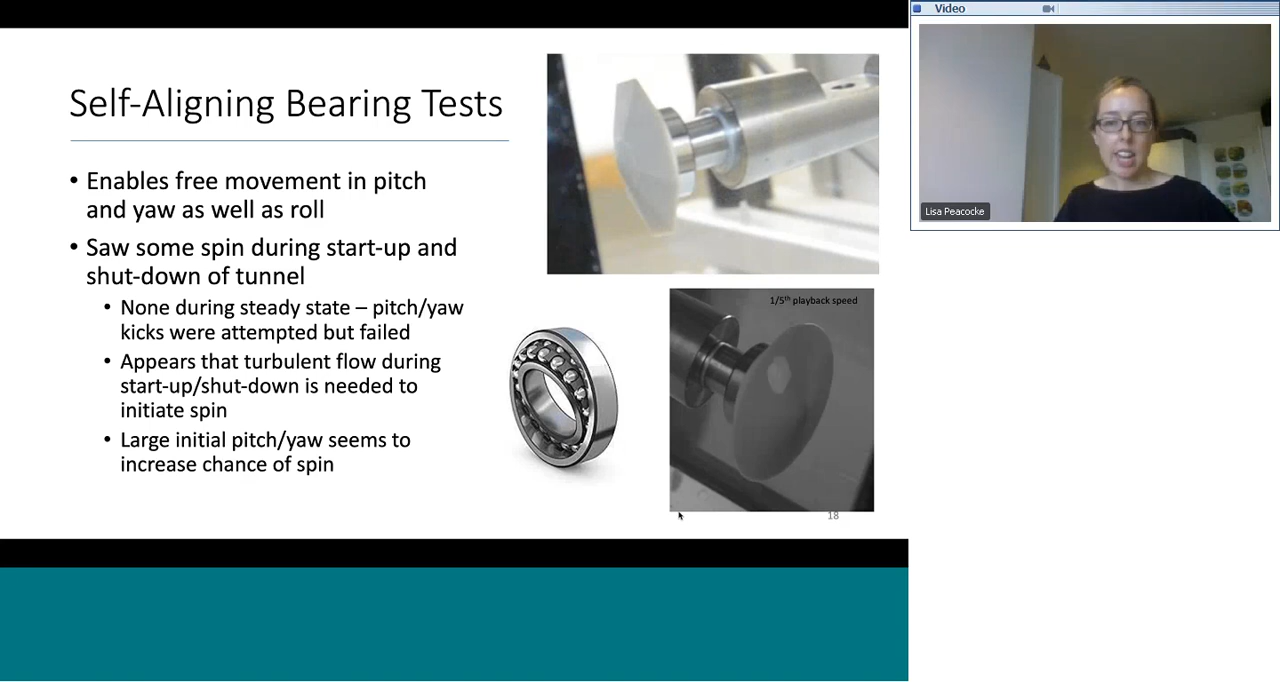 Self-Aligning Bearing Tests
• Enables free movement in pitch
and yaw as well as roll
• Saw some spin during start-up and
shut-down of tunnel
• None during steady state – pitch/yaw
kicks were attempted but failed
• Appears that turbulent flow during
start-up/shut-down is needed to
initiate spin
• Large initial pitch/yaw seems to
increase chance of spin
1/5th playback speed
18
Video
Lisa Peacocke